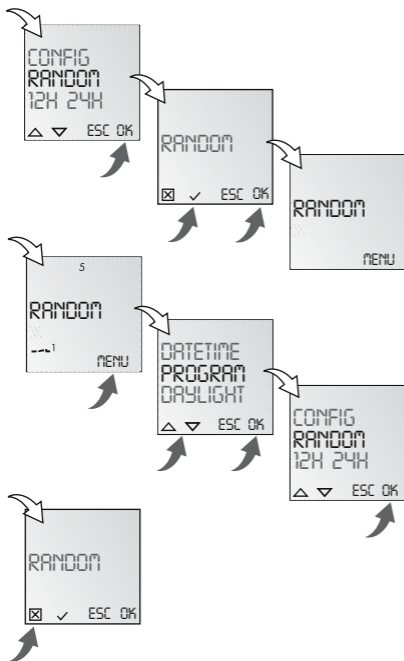 CONFIG
RANDOM
12H 24H
ESC OK
RANDOM
ESC OK
RANDOM
MENU
5
RANDOM
1
MENU
DATETIME
PROGRAM
DAYLIGHT
ESC OK
CONFIG
RANDOM
12H 24H
ESC OK
RANDOM
ESC OK